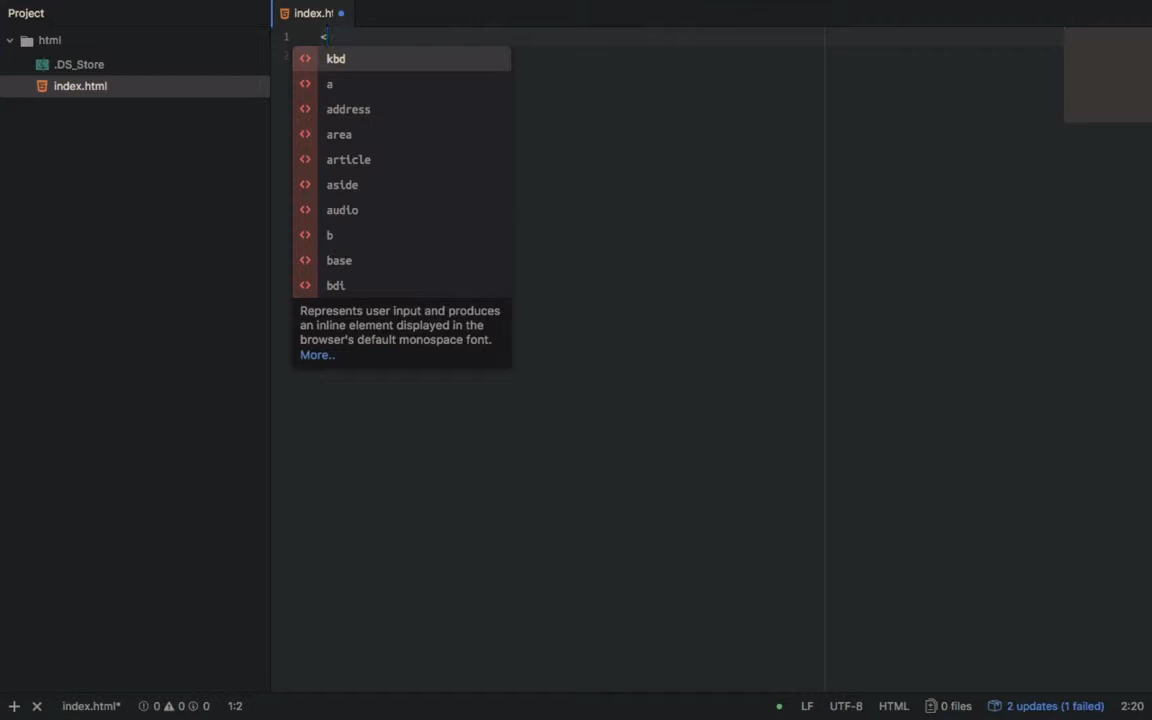 Project
index.ht
html
.DS_Store
index.html
1
<
2
kbd
a
address
area
article
aside
audio
b
base
bdi
Represents user input and produces
an inline element displayed in the
browser's default monospace font.
More..
index.html*
0
0
0
1:2
LF
UTF-8
HTML
0 files
2 updates (1 failed)
2:20